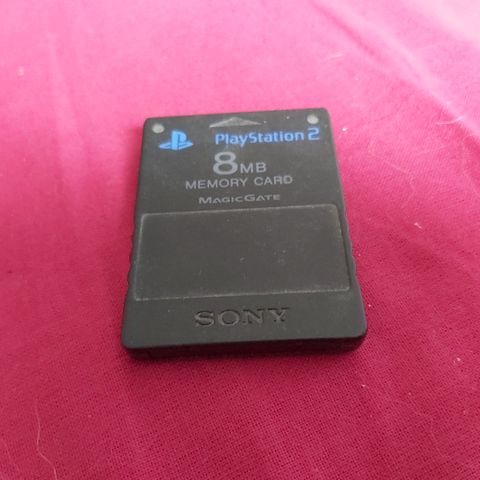 PlayStation 2
8MB
MEMORY CARD
MAGICGATE
SONY